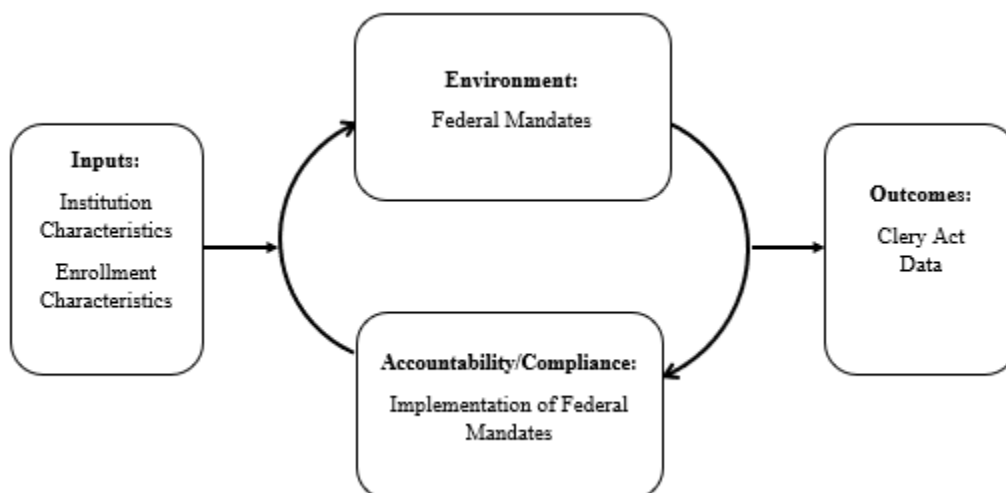 Inputs:
Institution
Characteristics
Enrollment
Characteristics
Environment:
Federal Mandates
Accountability/Compliance:
Implementation of Federal
Mandates
Outcomes:
Clery Act
Data